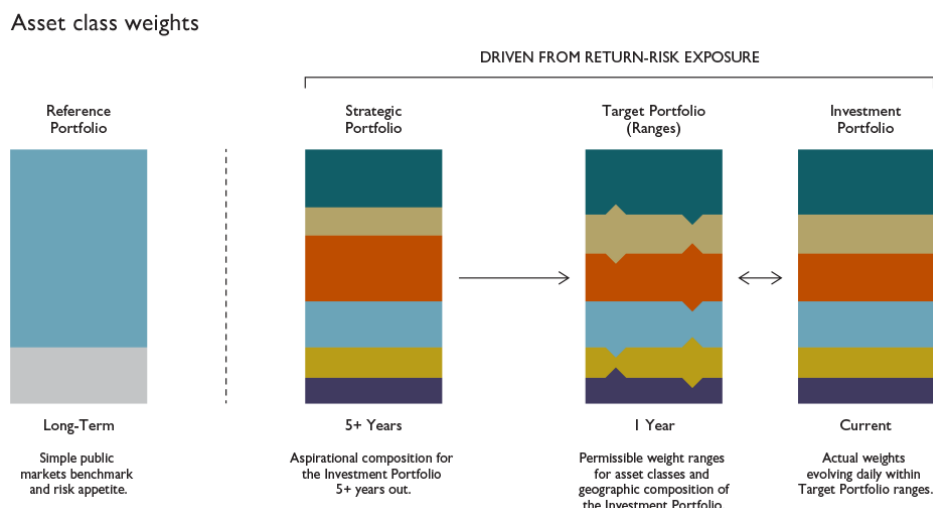 Asset class weights
DRIVEN FROM RETURN-RISK EXPOSURE
Reference
Portfolio
Strategic
Portfolio
Target Portfolio
(Ranges)
Investment
Portfolio
Long-Term
Simple public
markets benchmark
and risk appetite.
5+ Years
Aspirational composition for
the Investment Portfolio
5+ years out.
1 Year
Permissible weight ranges
for asset classes and
geographic composition of
the Investment Portfolio
Current
Actual weights
evolving daily within
Target Portfolio ranges.